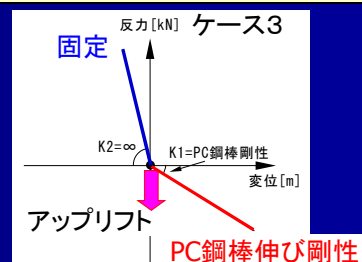 反力[kN] ケース3
固定
K2=∞ K1=PC鋼棒剛性
変位[m]
アップリフト
PC鋼棒伸び剛性